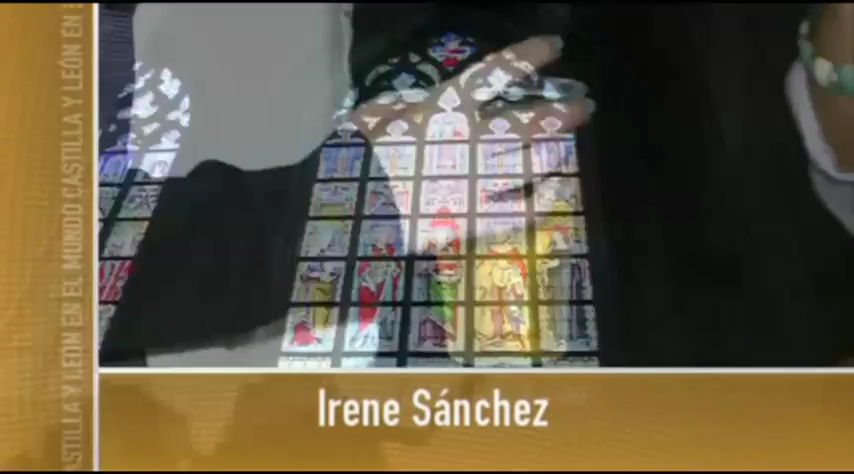 CASTILLA Y LEÓN EN EL MUNDO CASTILLA Y LEÓN EN
Irene Sánchez